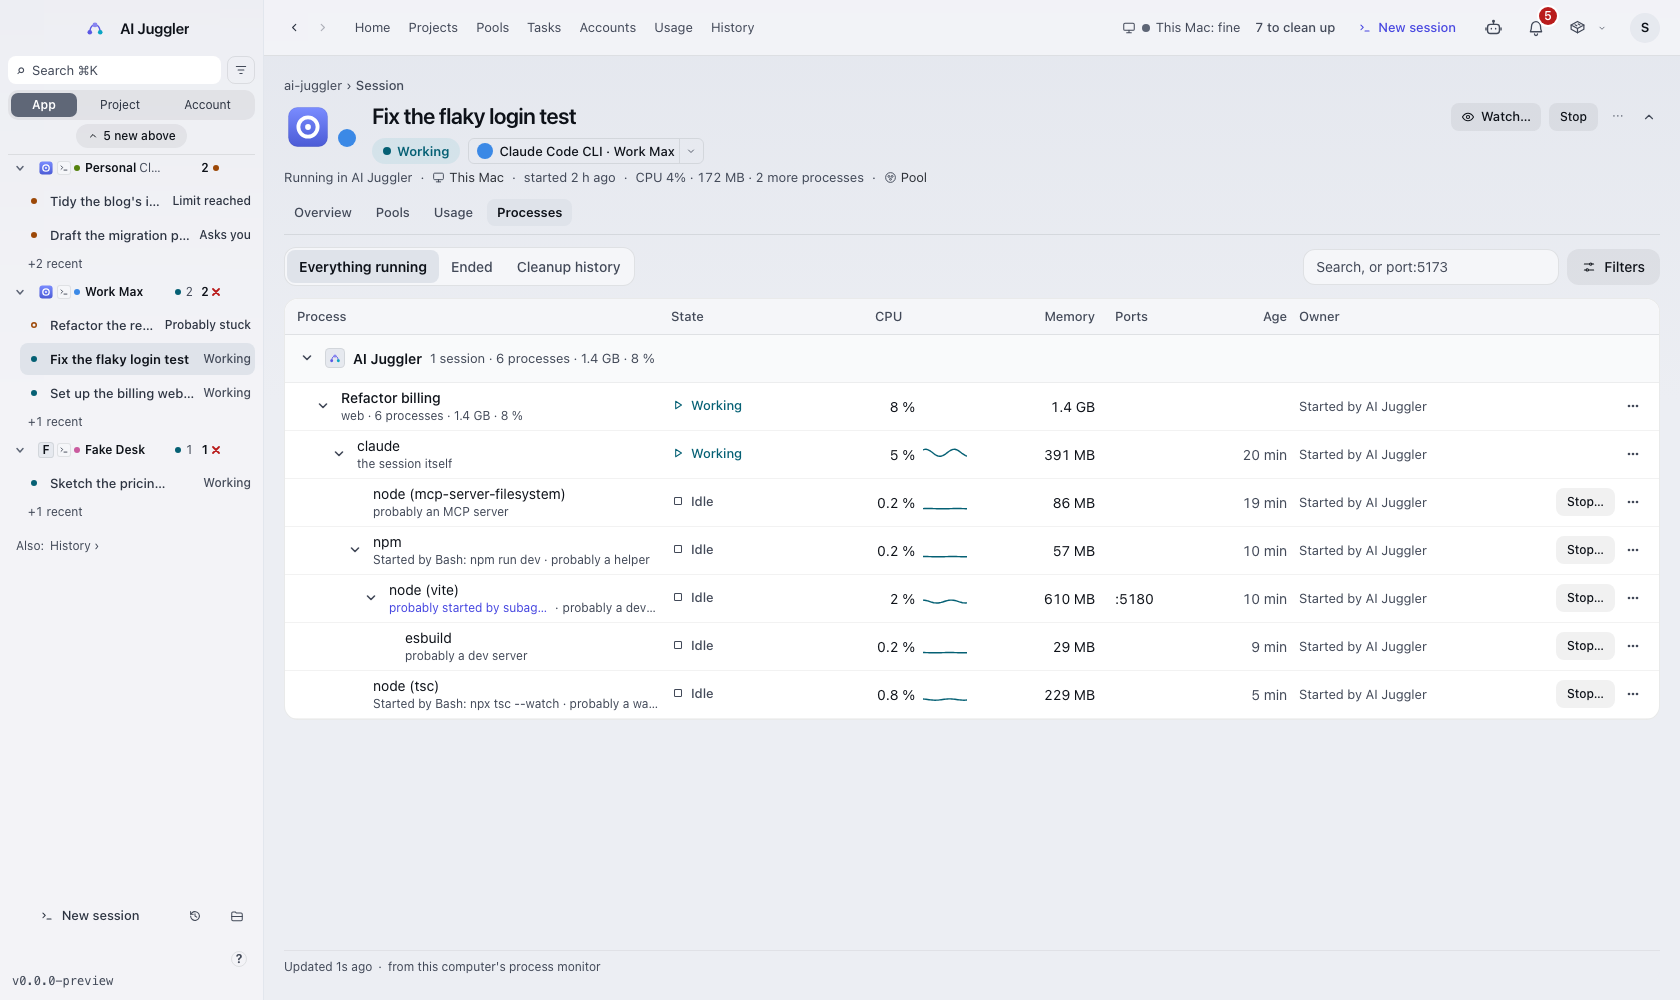 AI Juggler
Search ⌘K
App Project Account
5 new above
Personal Cl... 2
Tidy the blog's i... Limit reached
Draft the migration p... Asks you
+2 recent
Work Max 2 2
Refactor the re... Probably stuck
Fix the flaky login test Working
Set up the billing web... Working
+1 recent
F Fake Desk 1 1
Sketch the pricin... Working
+1 recent
Also: History ›
New session
?
v0.0.0-preview
Home Projects Pools Tasks Accounts Usage History
This Mac: fine 7 to clean up New session 5 S
ai-juggler › Session
Fix the flaky login test
Watch... Stop ...
Working Claude Code CLI · Work Max
Running in AI Juggler · This Mac · started 2 h ago · CPU 4% · 172 MB · 2 more processes · Pool
Overview Pools Usage Processes
Everything running Ended Cleanup history
Search, or port:5173 Filters
Process State CPU Memory Ports Age Owner
AI Juggler 1 session · 6 processes · 1.4 GB · 8 %
Refactor billing
web · 6 processes · 1.4 GB · 8 %
Working 8 % 1.4 GB Started by AI Juggler ...
claude
the session itself
Working 5 % 391 MB 20 min Started by AI Juggler ...
node (mcp-server-filesystem)
probably an MCP server
Idle 0.2 % 86 MB 19 min Started by AI Juggler Stop... ...
npm
Started by Bash: npm run dev · probably a helper
Idle 0.2 % 57 MB 10 min Started by AI Juggler Stop... ...
node (vite)
probably started by subag... · probably a dev...
Idle 2 % 610 MB :5180 10 min Started by AI Juggler Stop... ...
esbuild
probably a dev server
Idle 0.2 % 29 MB 9 min Started by AI Juggler Stop... ...
node (tsc)
Started by Bash: npx tsc --watch · probably a wa...
Idle 0.8 % 229 MB 5 min Started by AI Juggler Stop... ...
Updated 1s ago · from this computer's process monitor